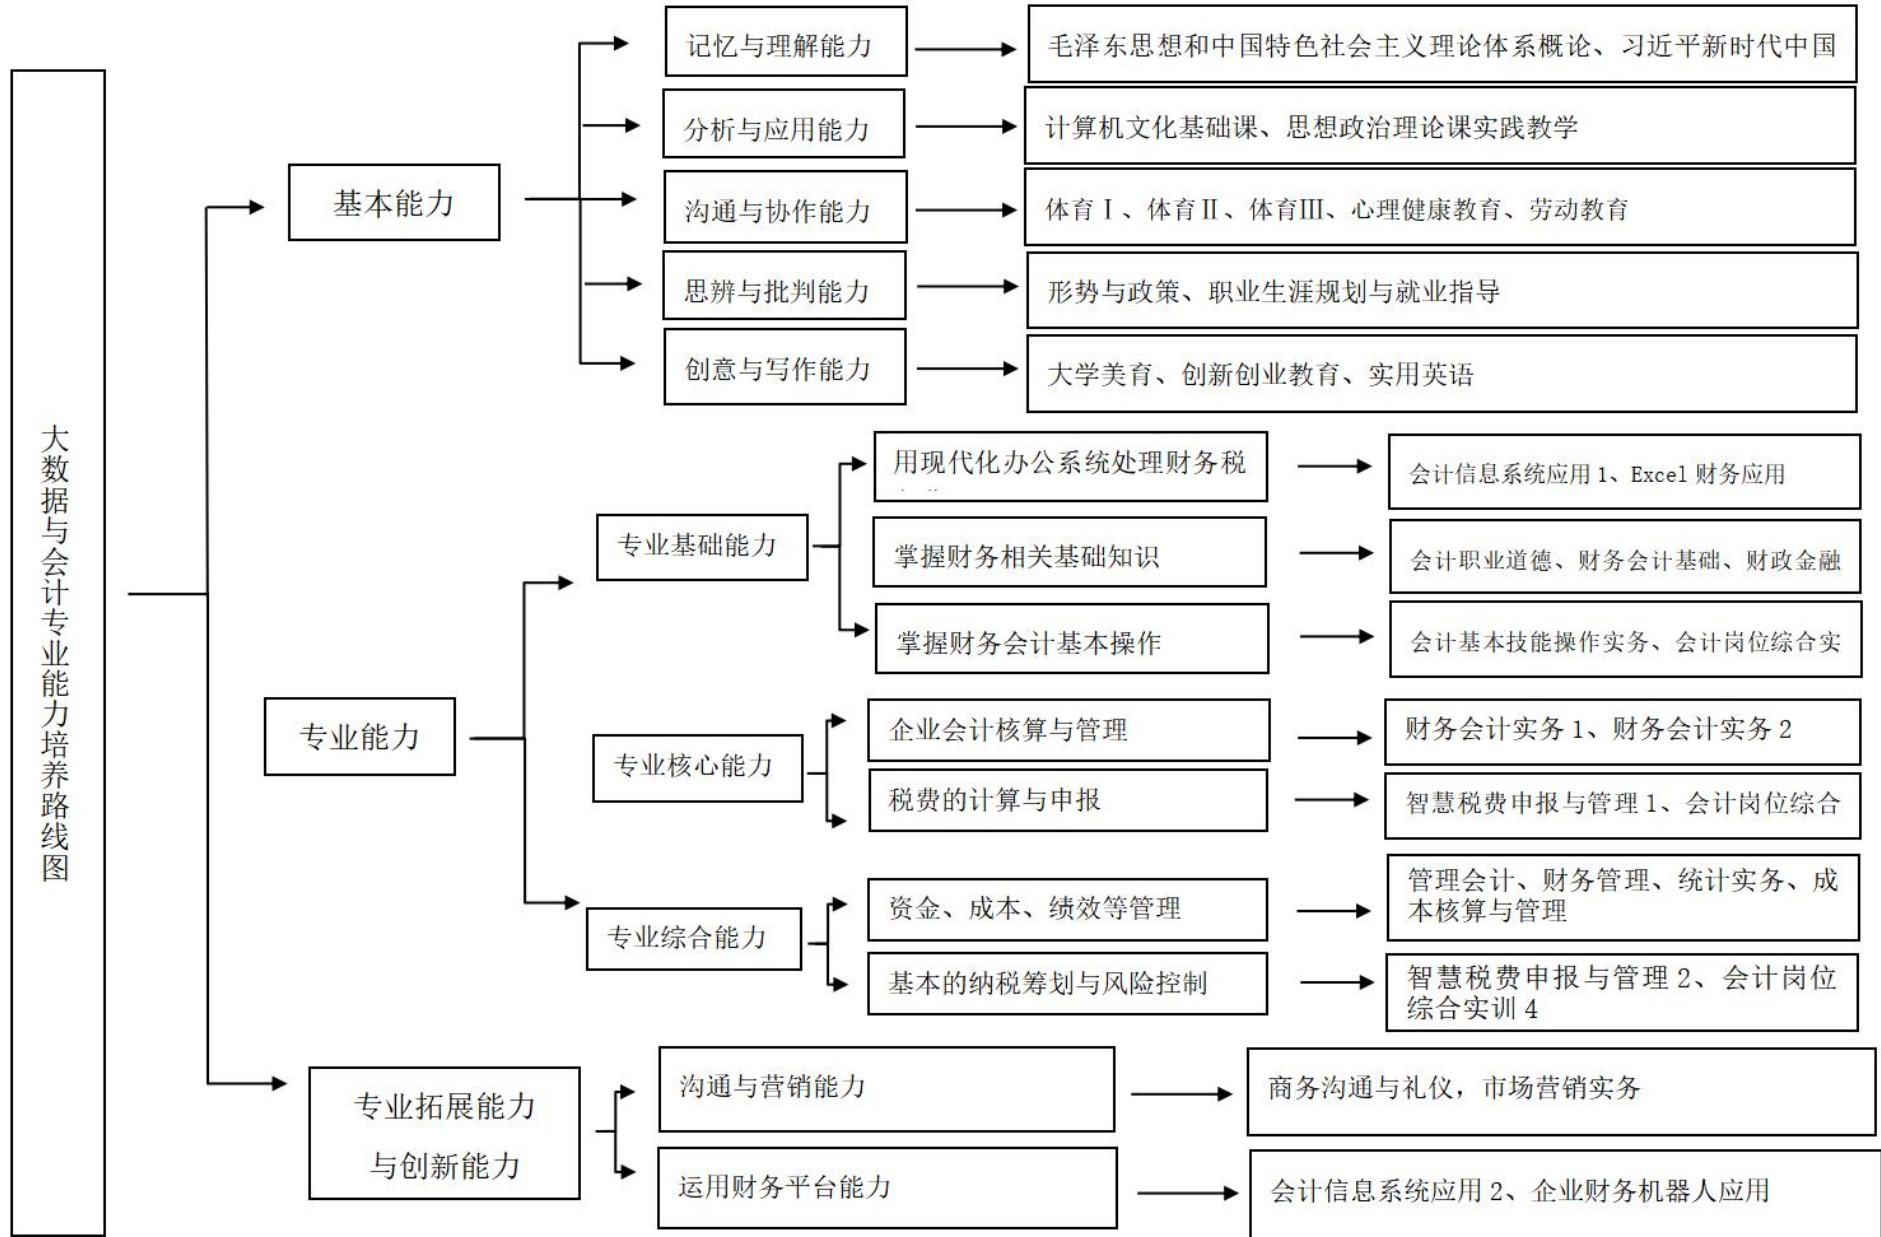 大数据与会计专业能力培养路线图
基本能力
记忆与理解能力
毛泽东思想和中国特色社会主义理论体系概论、习近平新时代中国
分析与应用能力
计算机文化基础课、思想政治理论课实践教学
沟通与协作能力
体育Ⅰ、体育Ⅱ、体育Ⅲ、心理健康教育、劳动教育
思辨与批判能力
形势与政策、职业生涯规划与就业指导
创意与写作能力
大学美育、创新创业教育、实用英语
专业能力
专业基础能力
用现代化办公系统处理财务税
会计信息系统应用1、Excel 财务应用
掌握财务相关基础知识
会计职业道德、财务会计基础、财政金融
掌握财务会计基本操作
会计基本技能操作实务、会计岗位综合实
专业核心能力
企业会计核算与管理
财务会计实务1、财务会计实务2
税费的计算与申报
智慧税费申报与管理1、会计岗位综合
专业综合能力
资金、成本、绩效等管理
管理会计、财务管理、统计实务、成
本核算与管理
基本的纳税筹划与风险控制
智慧税费申报与管理2、会计岗位
综合实训4
专业拓展能力
与创新能力
沟通与营销能力
商务沟通与礼仪，市场营销实务
运用财务平台能力
会计信息系统应用2、企业财务机器人应用